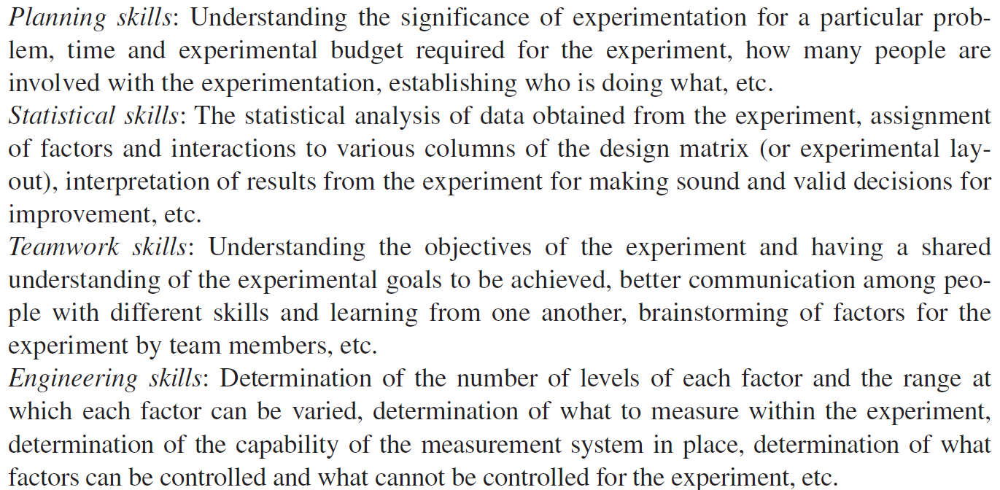 Planning skills: Understanding the significance of experimentation for a particular prob-
lem, time and experimental budget required for the experiment, how many people are
involved with the experimentation, establishing who is doing what, etc.
Statistical skills: The statistical analysis of data obtained from the experiment, assignment
of factors and interactions to various columns of the design matrix (or experimental lay-
out), interpretation of results from the experiment for making sound and valid decisions for
improvement, etc.
Teamwork skills: Understanding the objectives of the experiment and having a shared
understanding of the experimental goals to be achieved, better communication among peo-
ple with different skills and learning from one another, brainstorming of factors for the
experiment by team members, etc.
Engineering skills: Determination of the number of levels of each factor and the range at
which each factor can be varied, determination of what to measure within the experiment,
determination of the capability of the measurement system in place, determination of what
factors can be controlled and what cannot be controlled for the experiment, etc.